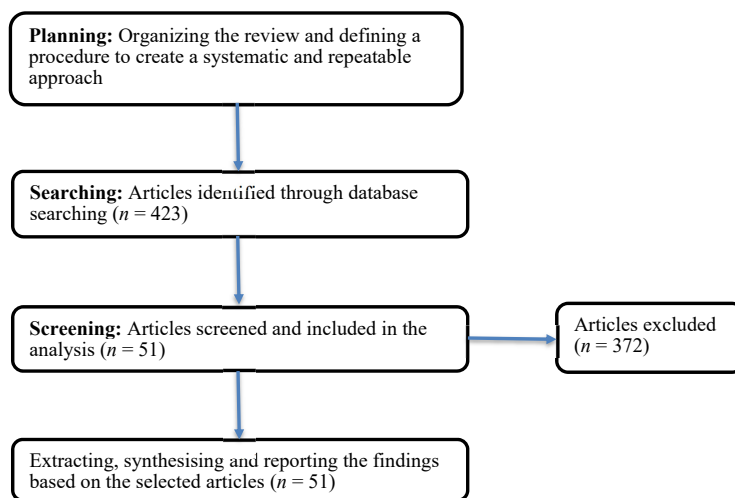 Planning: Organizing the review and defining a
procedure to create a systematic and repeatable
approach
Searching: Articles identified through database
searching (n = 423)
Screening: Articles screened and included in the
analysis (n = 51)
Articles excluded
(n = 372)
Extracting, synthesising and reporting the findings
based on the selected articles (n = 51)